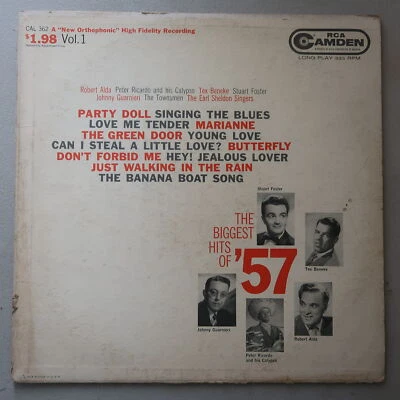 CAL 362 A "New Orthophonic" High Fidelity Recording
$1.98 Vol.1
RCA
CAMDEN
LONG PLAY 33⅓ RPM
Robert Alda Peter Ricardo and his Calypso Tex Beneke Stuart Foster
Johnny Guarnieri The Townsmen The Earl Sheldon Singers
PARTY DOLL SINGING THE BLUES
LOVE ME TENDER MARIANNE
THE GREEN DOOR YOUNG LOVE
CAN I STEAL A LITTLE LOVE? BUTTERFLY
DON'T FORBID ME HEY! JEALOUS LOVER
JUST WALKING IN THE RAIN
THE BANANA BOAT SONG
Stuart Foster
THE
BIGGEST
HITS
OF '57
Tex Beneke
Johnny Guarnieri
Peter Ricardo
and his Calypso
Robert Alda